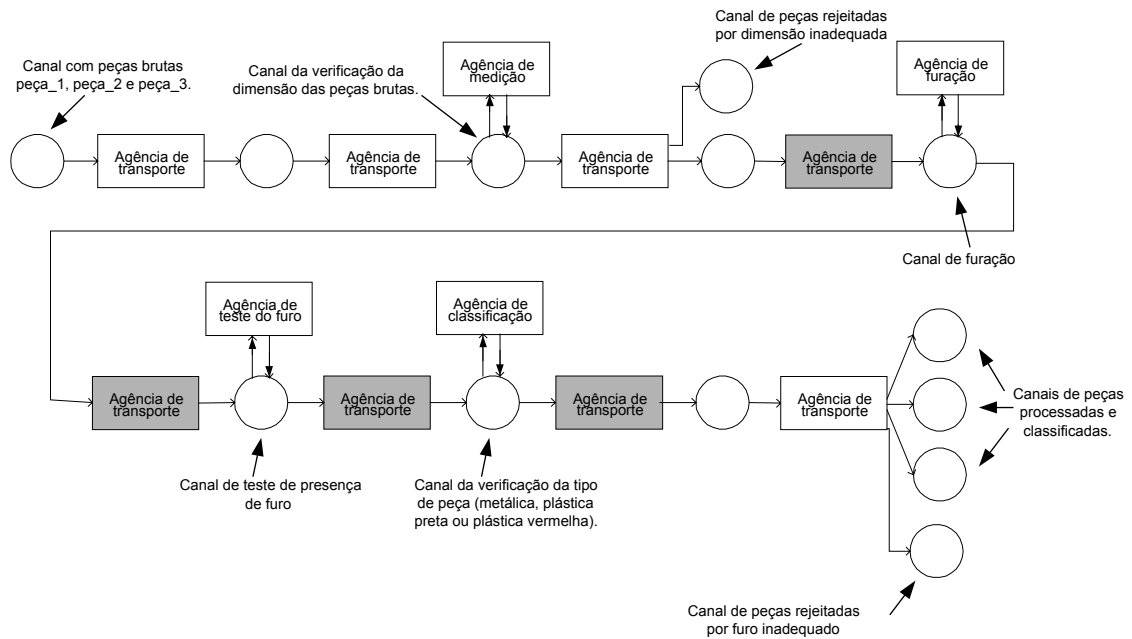 Canal de peças rejeitadas
por dimensão inadequada
Canal com peças brutas
peça_1, peça_2 e peça_3.
Canal da verificação da
dimensão das peças brutas.
Agência de
medição
Agência de
furação
Agência de
transporte
Agência de
transporte
Agência de
transporte
Agência de
transporte
Canal de furação
Agência de
teste do furo
Agência de
classificação
Agência de
transporte
Agência de
transporte
Agência de
transporte
Agência de
transporte
Canais de peças
processadas e
classificadas.
Canal de teste de presença
de furo
Canal da verificação da tipo
de peça (metálica, plástica
preta ou plástica vermelha).
Canal de peças rejeitadas
por furo inadequado